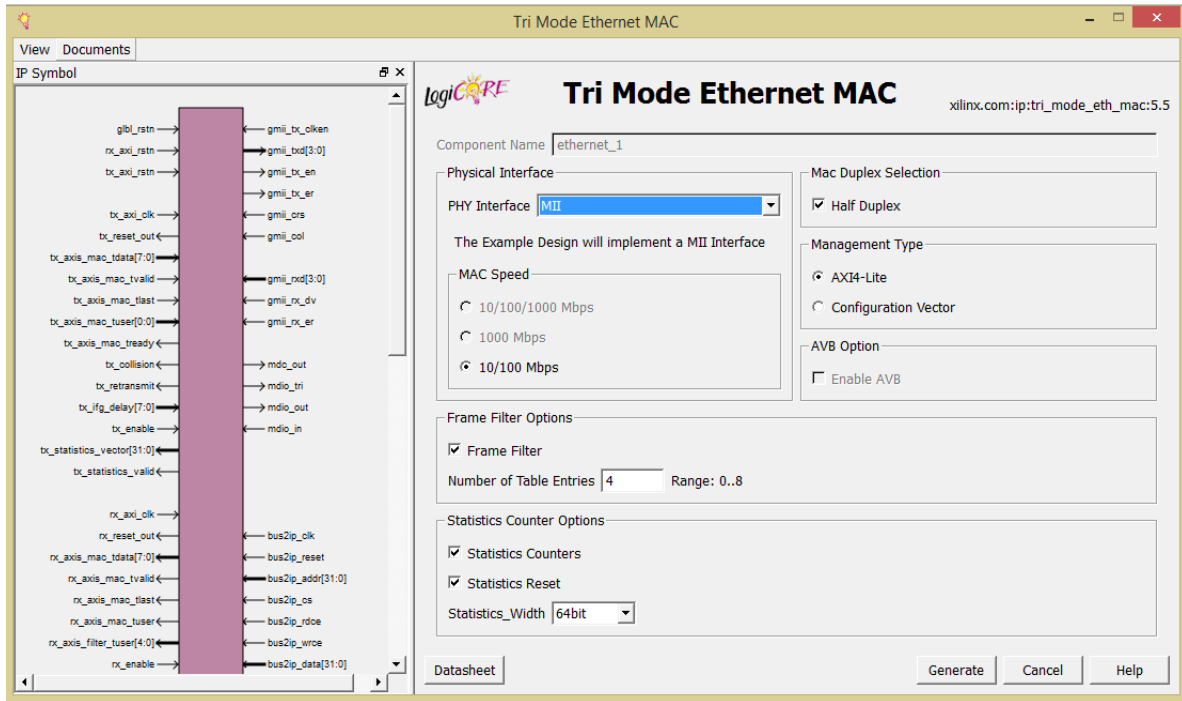 Tri Mode Ethernet MAC
View Documents
IP Symbol
glbl_rstn
rx_axi_rstn
tx_axi_rstn
tx_axi_clk
tx_reset_out
tx_axis_mac_tdata[7:0]
tx_axis_mac_tvalid
tx_axis_mac_tlast
tx_axis_mac_tuser[0:0]
tx_axis_mac_tready
tx_collision
tx_retransmit
tx_ifg_delay[7:0]
tx_enable
tx_statistics_vector[31:0]
tx_statistics_valid
rx_axi_clk
rx_reset_out
rx_axis_mac_tdata[7:0]
rx_axis_mac_tvalid
rx_axis_mac_tlast
rx_axis_mac_tuser
rx_axis_filter_tuser[4:0]
rx_enable
gmii_tx_clken
gmii_txd[3:0]
gmii_tx_en
gmii_tx_er
gmii_crs
gmii_col
gmii_rxd[3:0]
gmii_rx_dv
gmii_rx_er
mdc_out
mdio_tri
mdio_out
mdio_in
bus2ip_clk
bus2ip_reset
bus2ip_addr[31:0]
bus2ip_cs
bus2ip_rdce
bus2ip_wrce
bus2ip_data[31:0]
LogiCORE
Tri Mode Ethernet MAC
xilinx.com:ip:tri_mode_eth_mac:5.5
Component Name ethernet_1
Physical Interface
PHY Interface MII
The Example Design will implement a MII Interface
MAC Speed
10/100/1000 Mbps
1000 Mbps
10/100 Mbps
Mac Duplex Selection
Half Duplex
Management Type
AXI4-Lite
Configuration Vector
AVB Option
Enable AVB
Frame Filter Options
Frame Filter
Number of Table Entries 4 Range: 0..8
Statistics Counter Options
Statistics Counters
Statistics Reset
Statistics_Width 64bit
Datasheet Generate Cancel Help